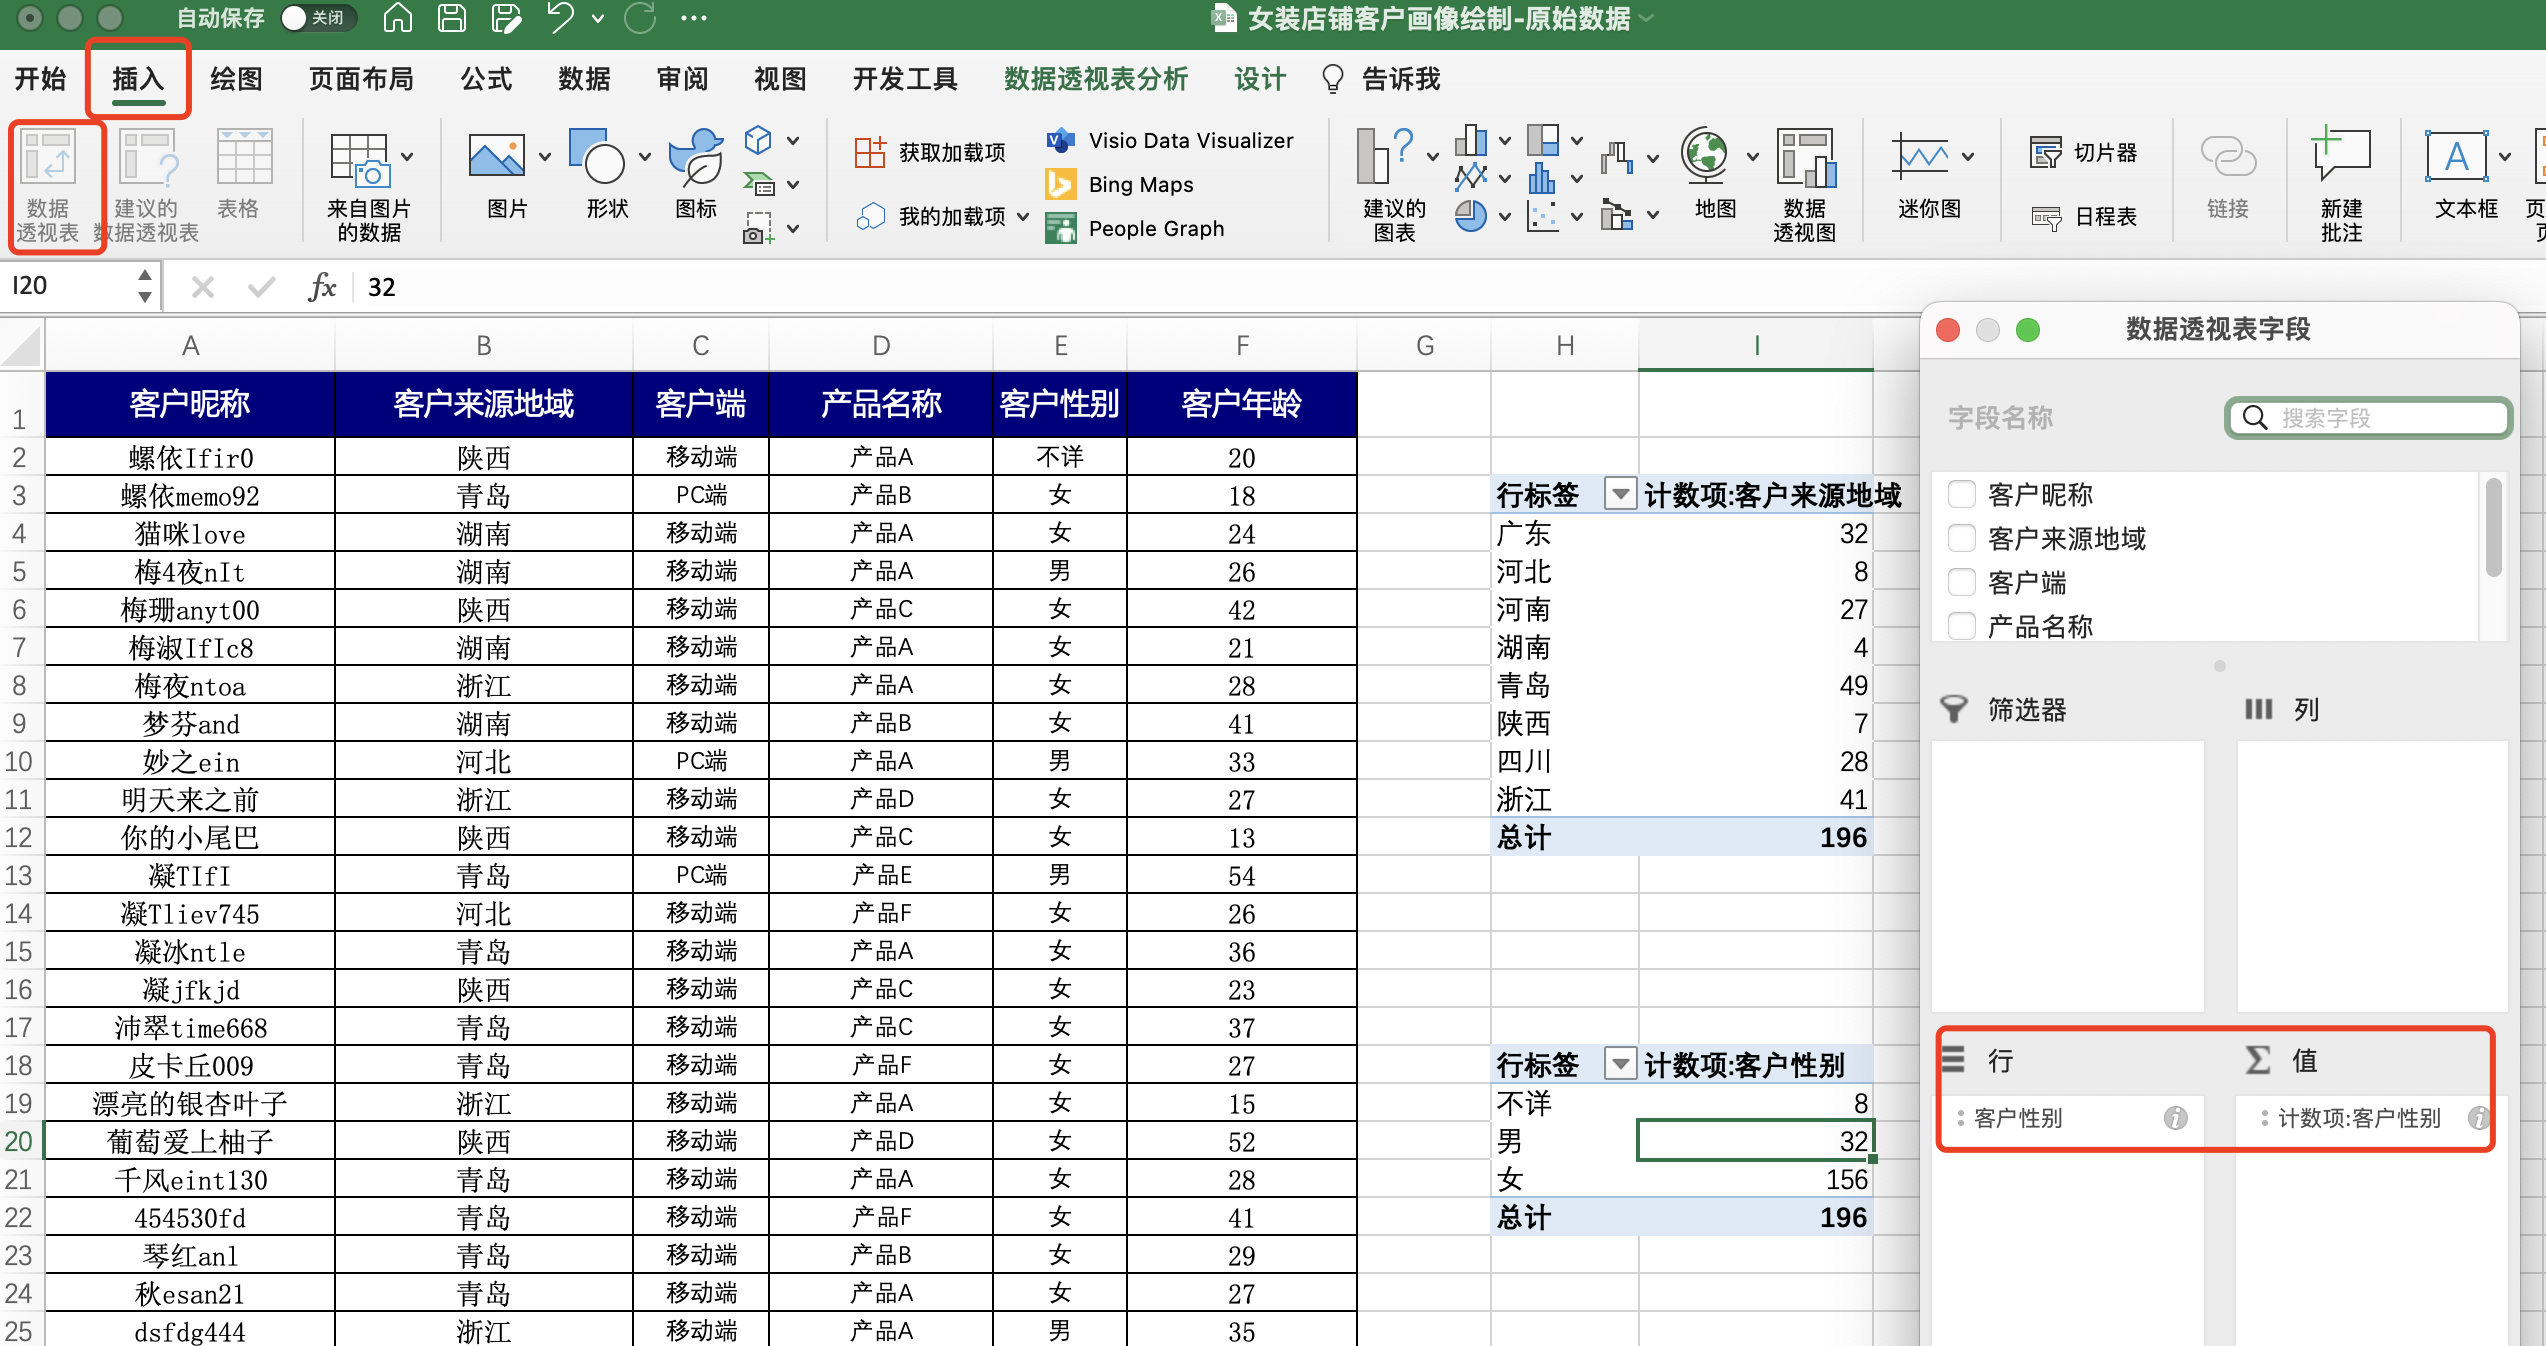 自动保存 关闭 女装店铺客户画像绘制-原始数据
开始 插入 绘图 页面布局 公式 数据 审阅 视图 开发工具 数据透视表分析 设计 告诉我
数据
透视表
建议的
数据透视表
表格
来自图片
的数据
图片
形状
图标
获取加载项
我的加载项
Visio Data Visualizer
Bing Maps
People Graph
建议的
图表
地图
数据
透视图
迷你图
切片器
日程表
链接
新建
批注
文本框
I20 fx 32
A B C D E F G H I
1 客户昵称 客户来源地域 客户端 产品名称 客户性别 客户年龄
2 螺依Ifir0 陕西 移动端 产品A 不详 20
3 螺依memo92 青岛 PC端 产品B 女 18 行标签 计数项:客户来源地域
4 猫咪love 湖南 移动端 产品A 女 24 广东 32
5 梅4夜nIt 湖南 移动端 产品A 男 26 河北 8
6 梅珊anyt00 陕西 移动端 产品C 女 42 河南 27
7 梅淑IfIc8 湖南 移动端 产品A 女 21 湖南 4
8 梅夜ntoa 浙江 移动端 产品A 女 28 青岛 49
9 梦芬and 湖南 移动端 产品B 女 41 陕西 7
10 妙之ein 河北 PC端 产品A 男 33 四川 28
11 明天来之前 浙江 移动端 产品D 女 27 浙江 41
12 你的小尾巴 陕西 移动端 产品C 女 13 总计 196
13 凝TIfI 青岛 PC端 产品E 男 54
14 凝Tliev745 河北 移动端 产品F 女 26
15 凝冰ntle 青岛 移动端 产品A 女 36
16 凝jfkjd 陕西 移动端 产品C 女 23
17 沛翠time668 青岛 移动端 产品C 女 37
18 皮卡丘009 青岛 移动端 产品F 女 27 行标签 计数项:客户性别
19 漂亮的银杏叶子 浙江 移动端 产品A 女 15 不详 8
20 葡萄爱上柚子 陕西 移动端 产品D 女 52 男 32
21 千风eint130 青岛 移动端 产品A 女 28 女 156
22 454530fd 青岛 移动端 产品F 女 41 总计 196
23 琴红anl 青岛 移动端 产品B 女 29
24 秋esan21 青岛 移动端 产品A 女 27
25 dsfdg444 浙江 移动端 产品A 男 35
数据透视表字段
字段名称 搜索字段
客户昵称
客户来源地域
客户端
产品名称
筛选器 列
行 值
客户性别 计数项:客户性别